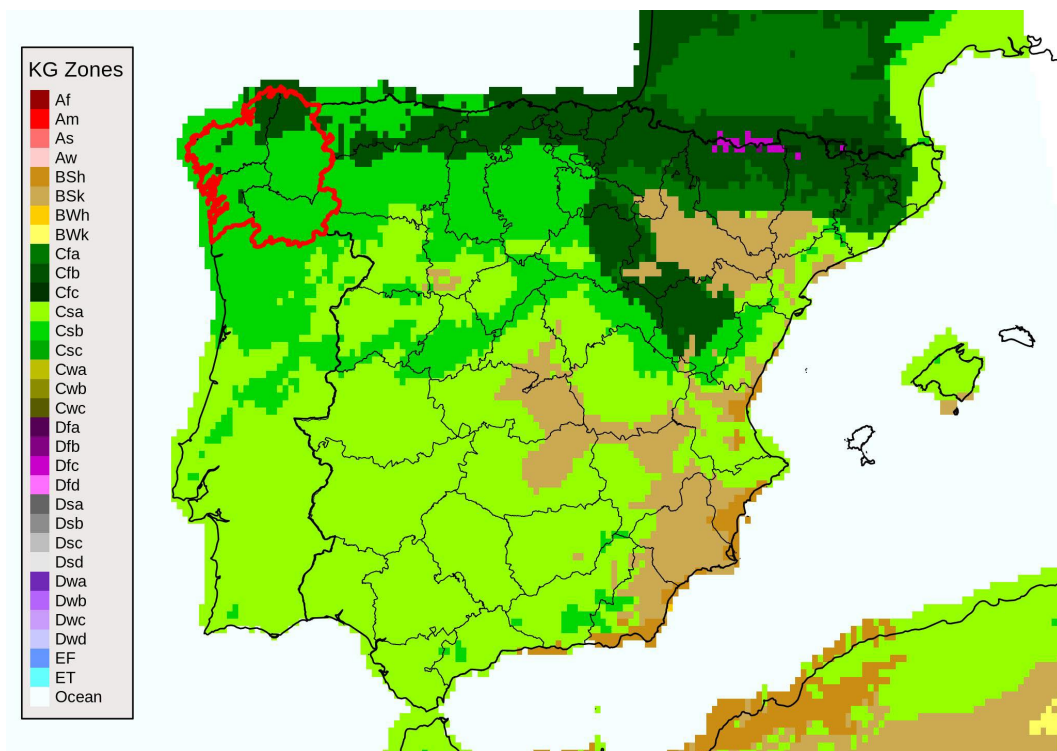 KG Zones
Af
Am
As
Aw
BSh
BSk
BWh
BWk
Cfa
Cfb
Cfc
Csa
Csb
Csc
Cwa
Cwb
Cwc
Dfa
Dfb
Dfc
Dfd
Dsa
Dsb
Dsc
Dsd
Dwa
Dwb
Dwc
Dwd
EF
ET
Ocean